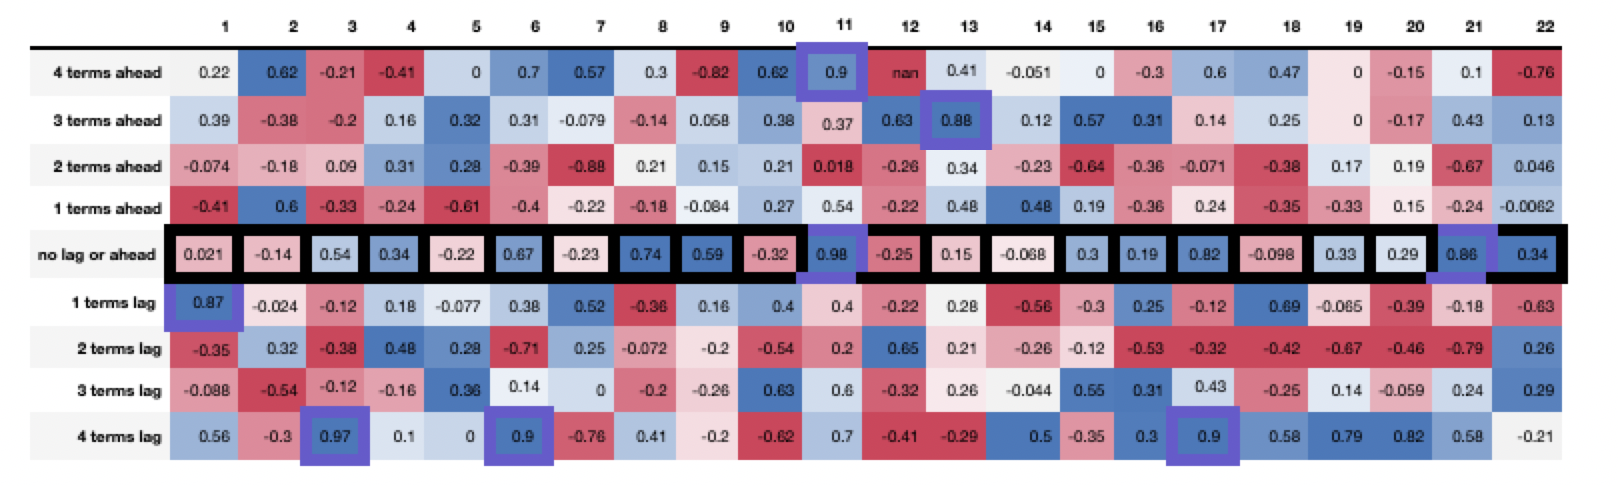 1 2 3 4 5 6 7 8 9 10 11 12 13 14 15 16 17 18 19 20 21 22
4 terms ahead 0.22 0.62 -0.21 -0.41 0 0.7 0.57 0.3 -0.82 0.62 0.9 nan 0.41 -0.051 0 -0.3 0.6 0.47 0 -0.15 0.1 -0.76
3 terms ahead 0.39 -0.38 -0.2 0.16 0.32 0.31 -0.079 -0.14 0.058 0.38 0.37 0.63 0.88 0.12 0.57 0.31 0.14 0.25 0 -0.17 0.43 0.13
2 terms ahead -0.074 -0.18 0.09 0.31 0.28 -0.39 -0.88 0.21 0.15 0.21 0.018 -0.26 0.34 -0.23 -0.64 -0.36 -0.071 -0.38 0.17 0.19 -0.67 0.046
1 terms ahead -0.41 0.6 -0.33 -0.24 -0.61 -0.4 -0.22 -0.18 -0.084 0.27 0.54 -0.22 0.48 0.48 0.19 -0.36 0.24 -0.35 -0.33 0.15 -0.24 -0.0062
no lag or ahead 0.021 -0.14 0.54 0.34 -0.22 0.67 -0.23 0.74 0.59 -0.32 0.98 -0.25 0.15 -0.068 0.3 0.19 0.82 -0.098 0.33 0.29 0.86 0.34
1 terms lag 0.87 -0.024 -0.12 0.18 -0.077 0.38 0.52 -0.36 0.16 0.4 0.4 -0.22 0.28 -0.56 -0.3 0.25 -0.12 0.69 -0.065 -0.39 -0.18 -0.63
2 terms lag -0.35 0.32 -0.38 0.48 0.28 -0.71 0.25 -0.072 -0.2 -0.54 0.2 0.65 0.21 -0.26 -0.12 -0.53 -0.32 -0.42 -0.67 -0.46 -0.79 0.26
3 terms lag -0.088 -0.54 -0.12 -0.16 0.36 0.14 0 -0.2 -0.26 0.63 0.6 -0.32 0.26 -0.044 0.55 0.31 0.43 -0.25 0.14 -0.059 0.24 0.29
4 terms lag 0.56 -0.3 0.97 0.1 0 0.9 -0.76 0.41 -0.2 -0.62 0.7 -0.41 -0.29 0.5 -0.35 0.3 0.9 0.58 0.79 0.82 0.58 -0.21